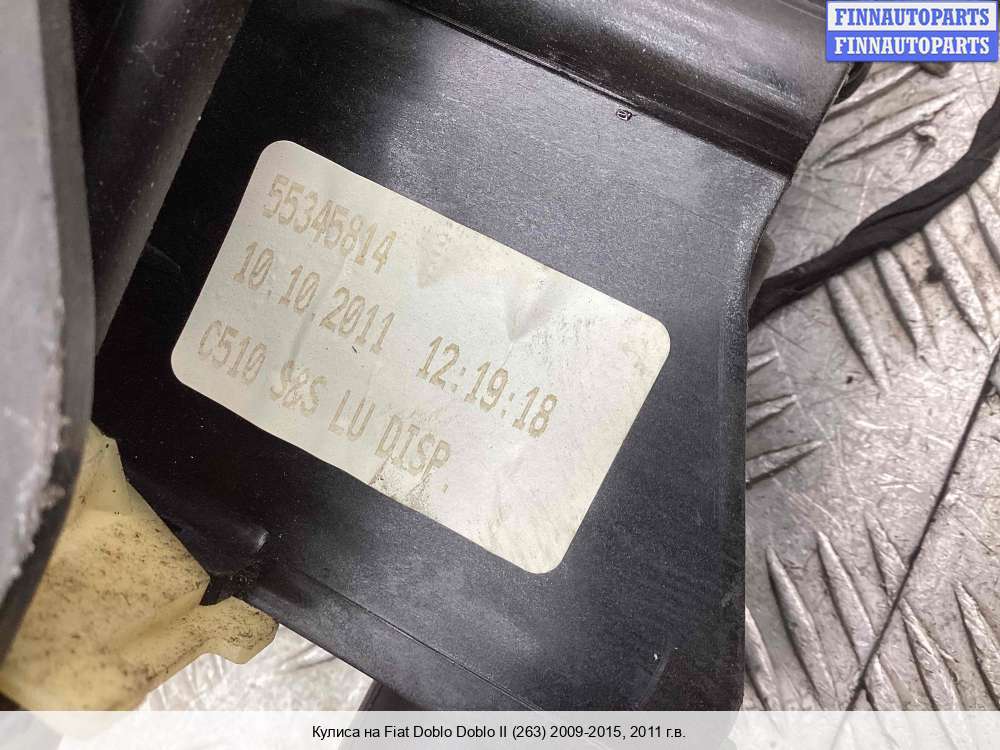 FINNAUTOPARTS
FINNAUTOPARTS
55345814
10.10.2011 12:19:18
C510 S&S LU DISP.
Кулиса на Fiat Doblo Doblo II (263) 2009-2015, 2011 г.в.